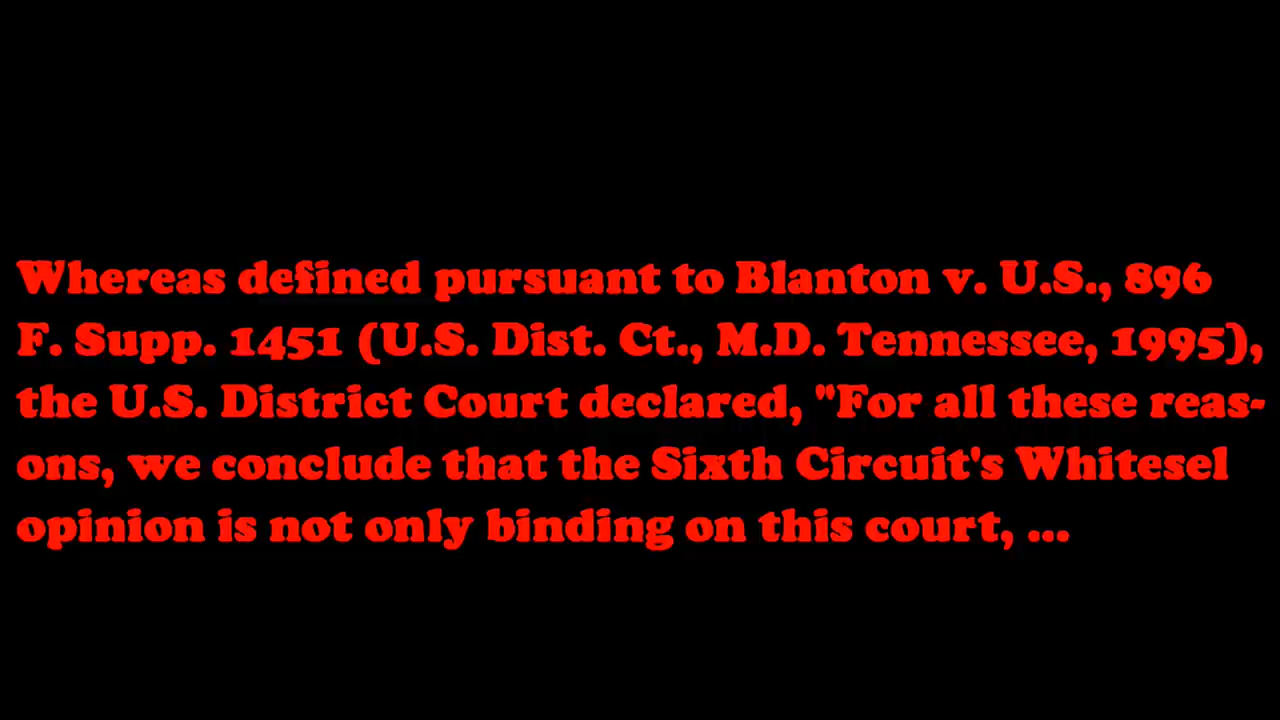 Whereas defined pursuant to Blanton v. U.S., 896
F. Supp. 1451 (U.S. Dist. Ct., M.D. Tennessee, 1995),
the U.S. District Court declared, "For all these reas-
ons, we conclude that the Sixth Circuit's Whitesel
opinion is not only binding on this court, ...